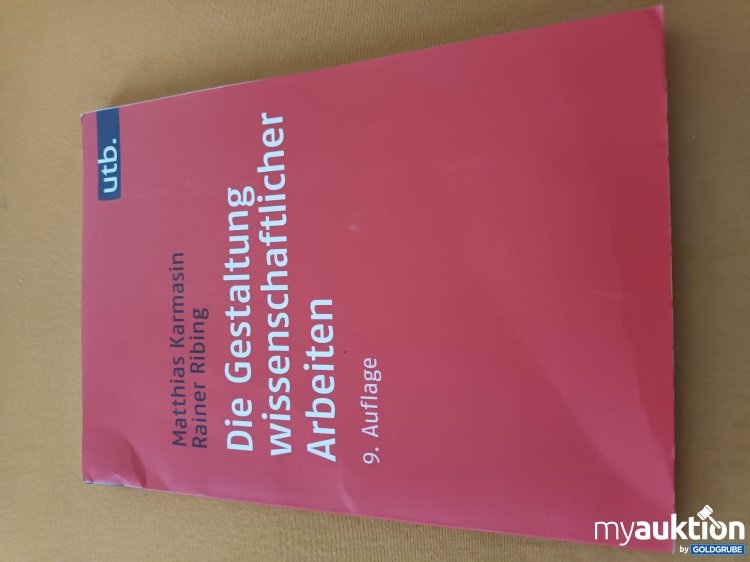 utb.
Matthias Karmasin
Rainer Ribing
Die Gestaltung
wissenschaftlicher
Arbeiten
9. Auflage
myauktion
by GOLDGRUBE